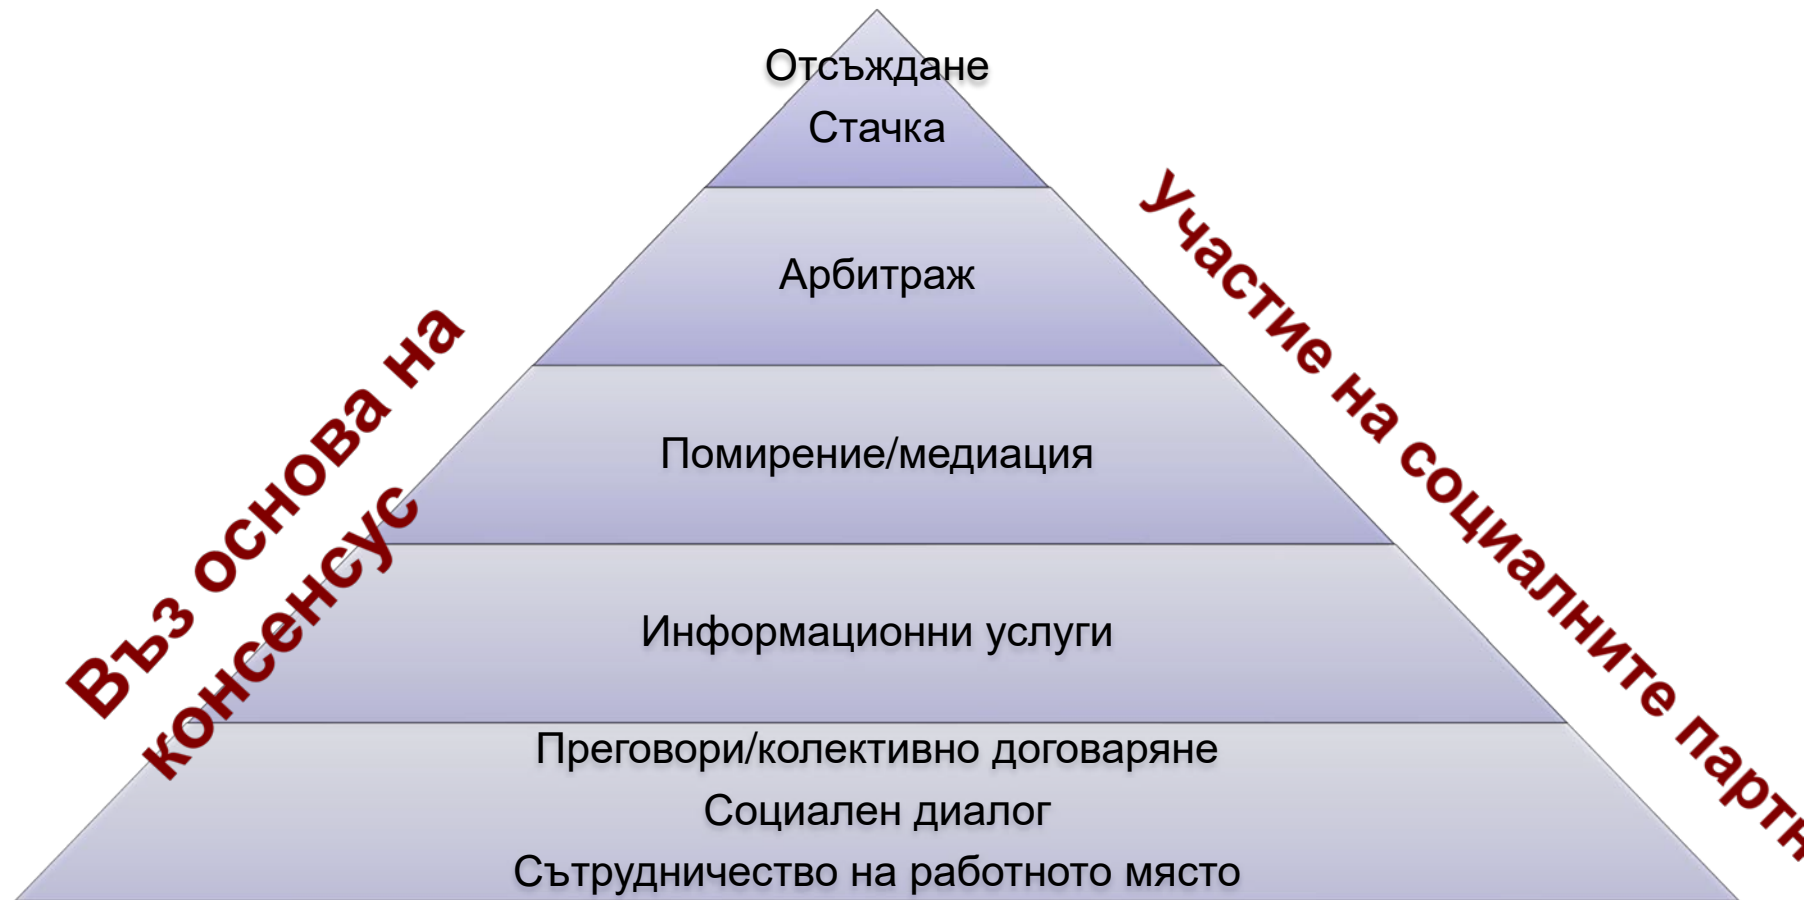 Отсъждане
Стачка
Арбитраж
Помирение/медиация
Информационни услуги
Преговори/колективно договаряне
Социален диалог
Сътрудничество на работното място
Въз основа на
консенсус
Участие на социалните